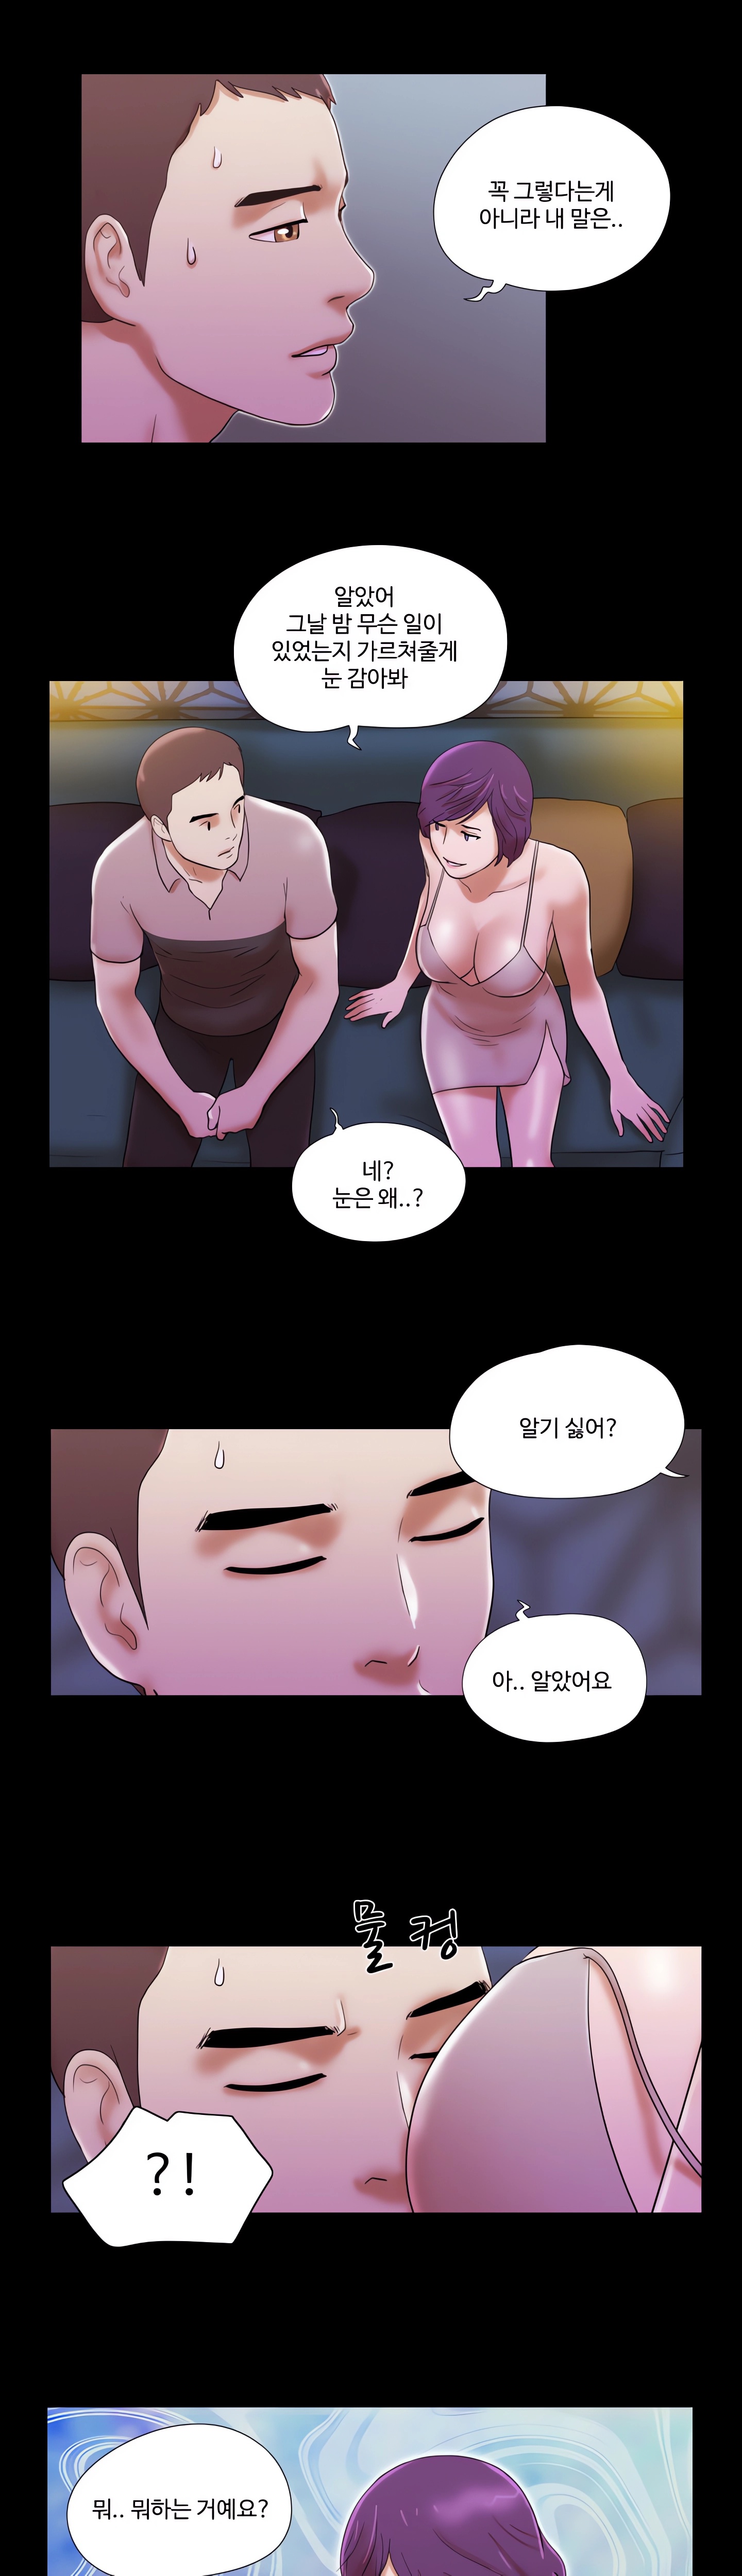 꼭 그렇다는게
아니라 내 말은..
알았어
그날 밤 무슨 일이
있었는지 가르쳐줄게
눈 감아봐
네?
눈은 왜..?
알기 싫어?
아.. 알았어요
물컹
?!
뭐.. 뭐하는 거예요?